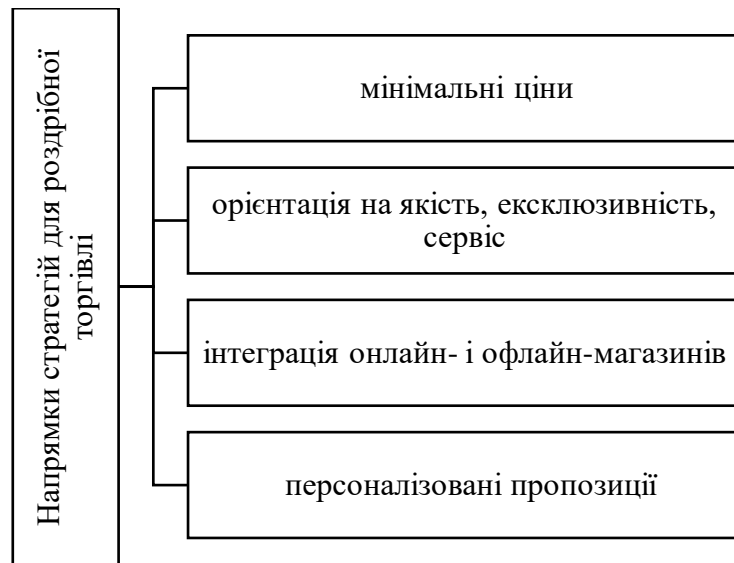 Напрямки стратегій для роздрібної
торгівлі
мінімальні ціни
орієнтація на якість, ексклюзивність,
сервіс
інтеграція онлайн- і офлайн-магазинів
персоналізовані пропозиції